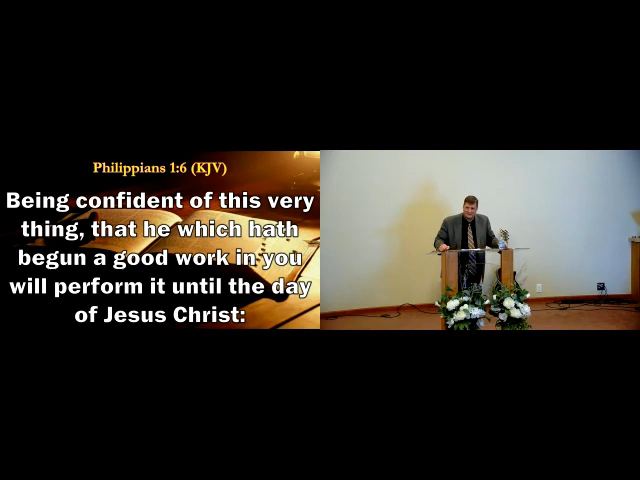 Philippians 1:6 (KJV)
Being confident of this very
thing, that he which hath
begun a good work in you
will perform it until the day
of Jesus Christ: